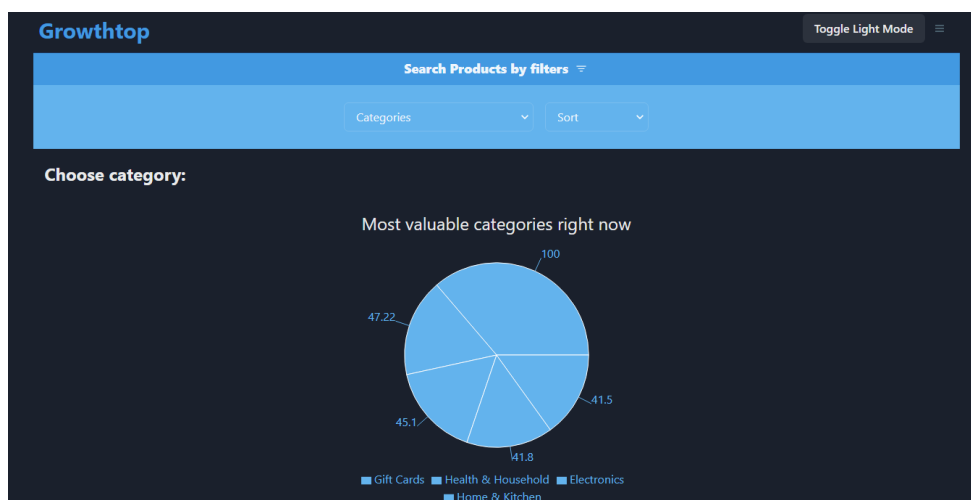 Growthtop
Toggle Light Mode
Search Products by filters
Categories
Sort
Choose category:
Most valuable categories right now
100
47.22
41.5
45.1
41.8
Gift Cards Health & Household Electronics
Home & Kitchen